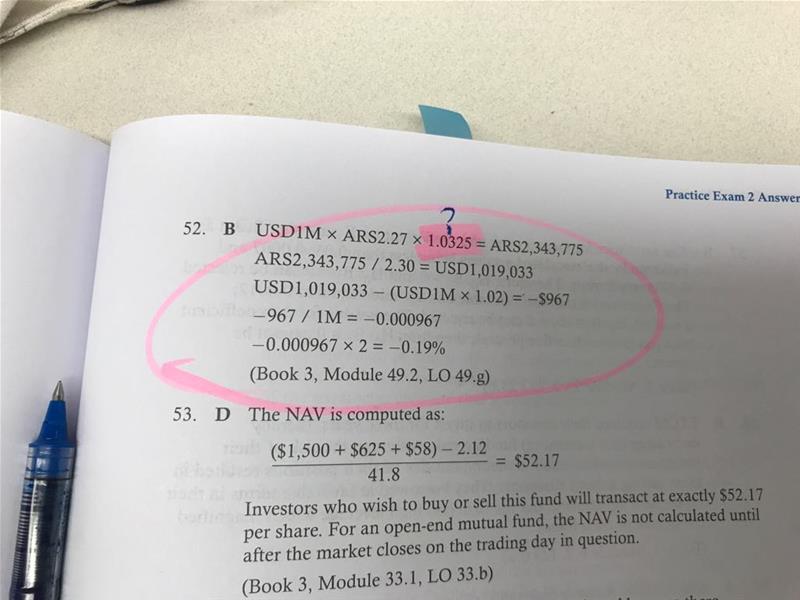 Practice Exam 2 Answer
?
52. B USD1M × ARS2.27 × 1.0325 = ARS2,343,775
ARS2,343,775 / 2.30 = USD1,019,033
USD1,019,033 – (USD1M × 1.02) = –$967
–967 / 1M = –0.000967
–0.000967 × 2 = –0.19%
(Book 3, Module 49.2, LO 49.g)
53. D The NAV is computed as:
($1,500 + $625 + $58) – 2.12
41.8
= $52.17
Investors who wish to buy or sell this fund will transact at exactly $52.17
per share. For an open-end mutual fund, the NAV is not calculated until
after the market closes on the trading day in question.
(Book 3, Module 33.1, LO 33.b)